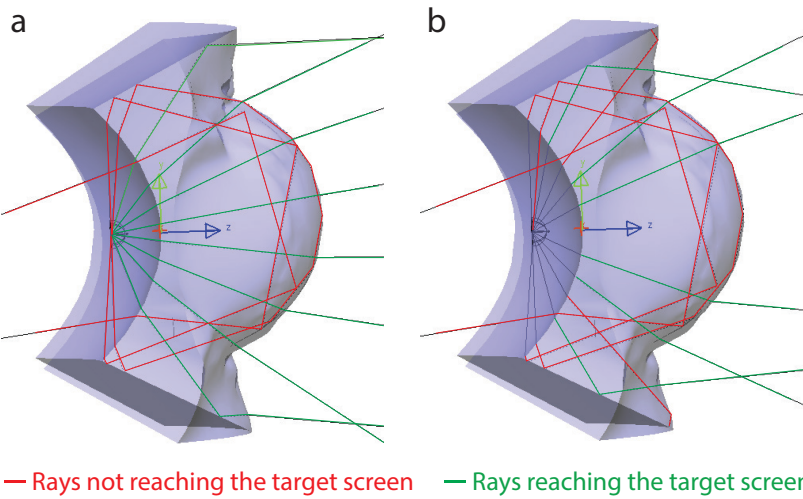 a
b
y
z
y
z
Rays not reaching the target screen
Rays reaching the target screen